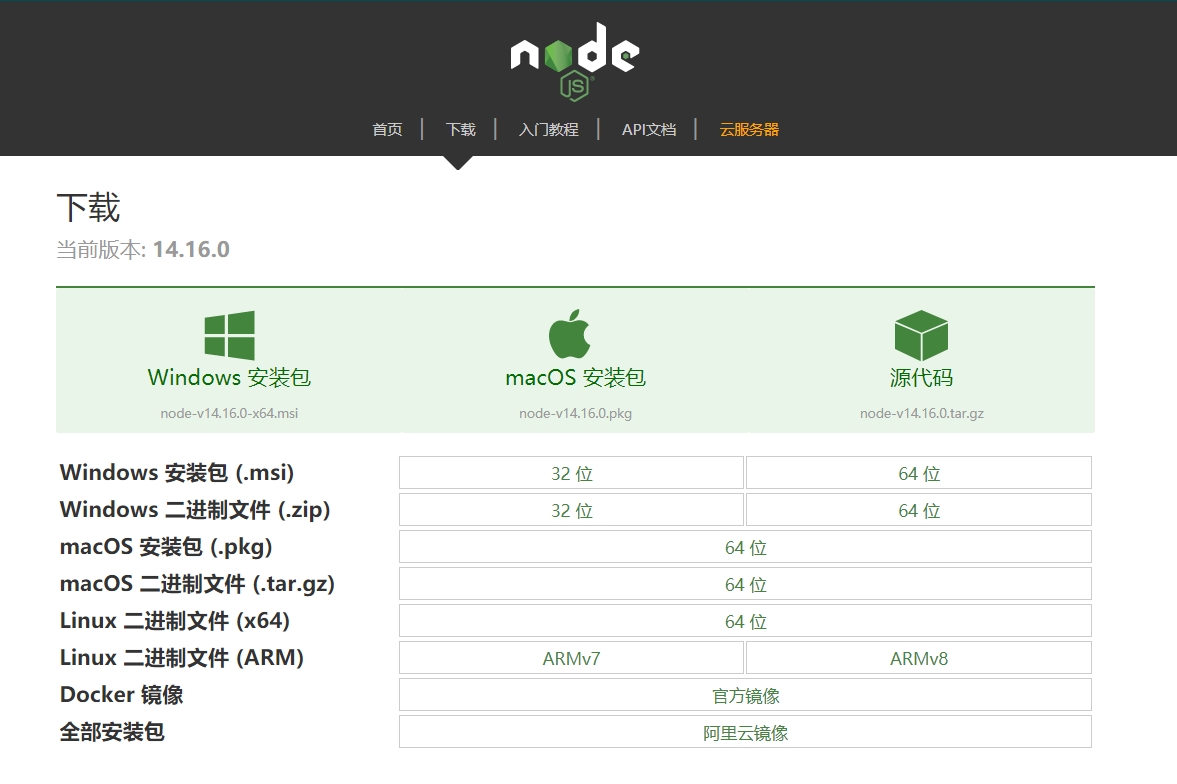 node
JS
首页 | 下载 | 入门教程 | API文档 | 云服务器
下载
当前版本: 14.16.0
Windows 安装包 macOS 安装包 源代码
node-v14.16.0-x64.msi node-v14.16.0.pkg node-v14.16.0.tar.gz
Windows 安装包 (.msi) 32 位 64 位
Windows 二进制文件 (.zip) 32 位 64 位
macOS 安装包 (.pkg) 64 位
macOS 二进制文件 (.tar.gz) 64 位
Linux 二进制文件 (x64) 64 位
Linux 二进制文件 (ARM) ARMv7 ARMv8
Docker 镜像 官方镜像
全部安装包 阿里云镜像